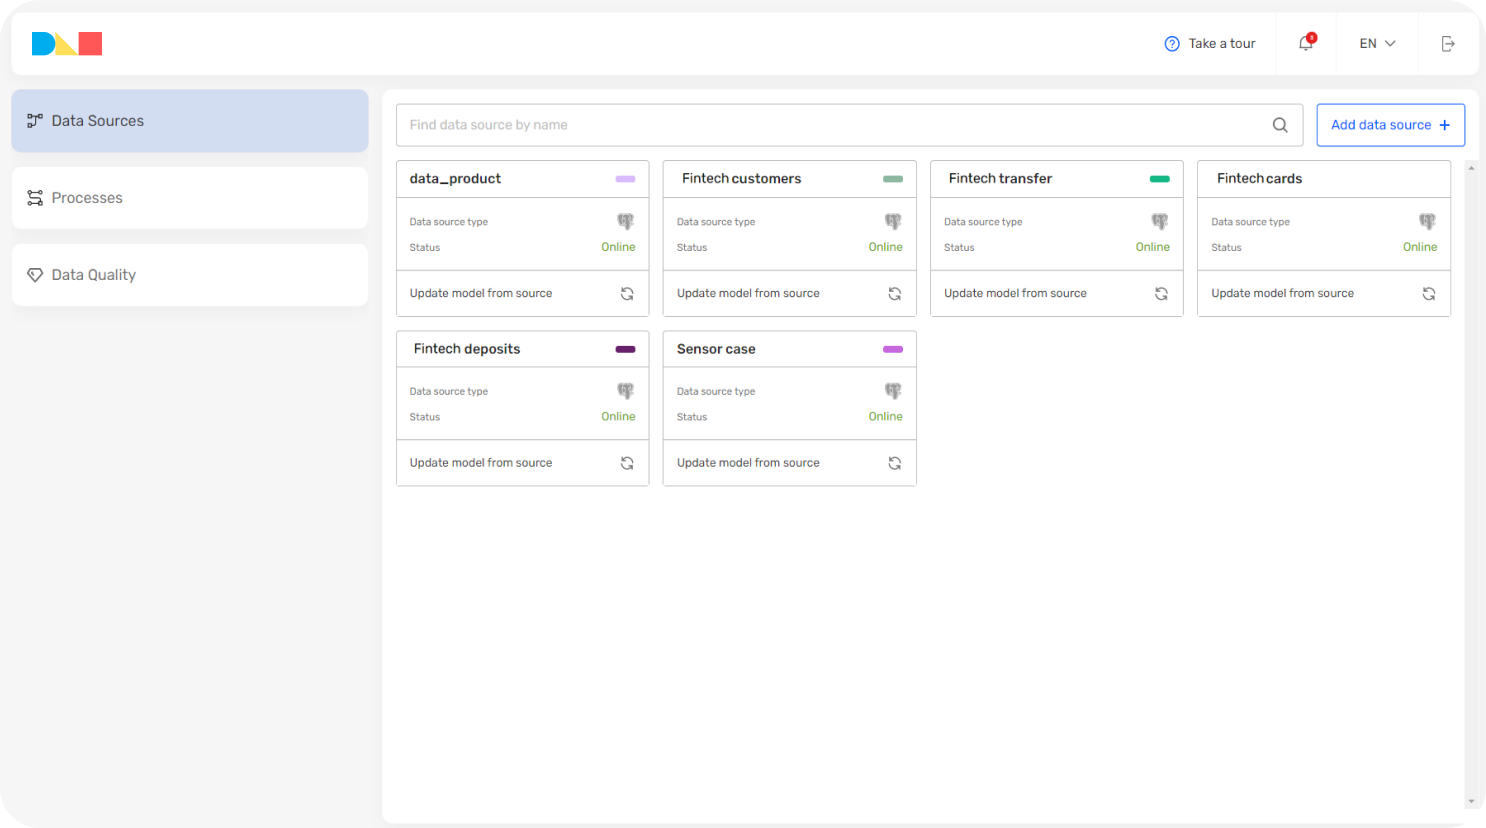 Take a tour
EN
Data Sources
Processes
Data Quality
Find data source by name
Add data source +
data_product
Data source type
Status Online
Update model from source
Fintech customers
Data source type
Status Online
Update model from source
Fintech transfer
Data source type
Status Online
Update model from source
Fintech cards
Data source type
Status Online
Update model from source
Fintech deposits
Data source type
Status Online
Update model from source
Sensor case
Data source type
Status Online
Update model from source